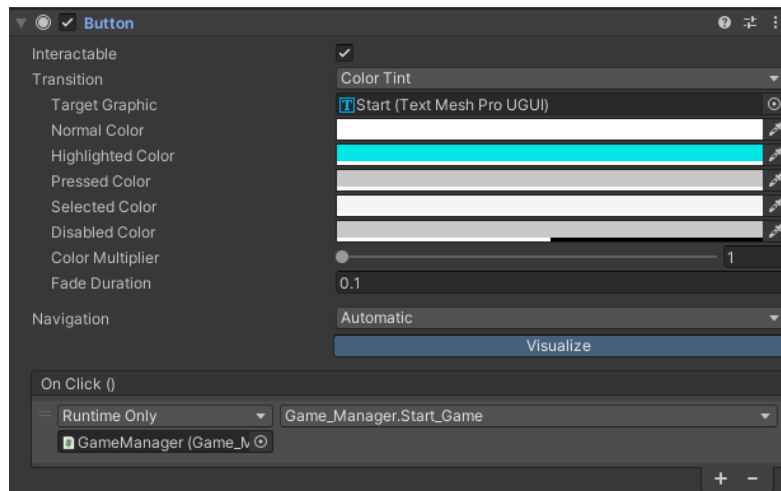 Button
Interactable
Transition Color Tint
Target Graphic Start (Text Mesh Pro UGUI)
Normal Color
Highlighted Color
Pressed Color
Selected Color
Disabled Color
Color Multiplier 1
Fade Duration 0.1
Navigation Automatic
Visualize
On Click ()
Runtime Only Game_Manager.Start_Game
GameManager (Game_M